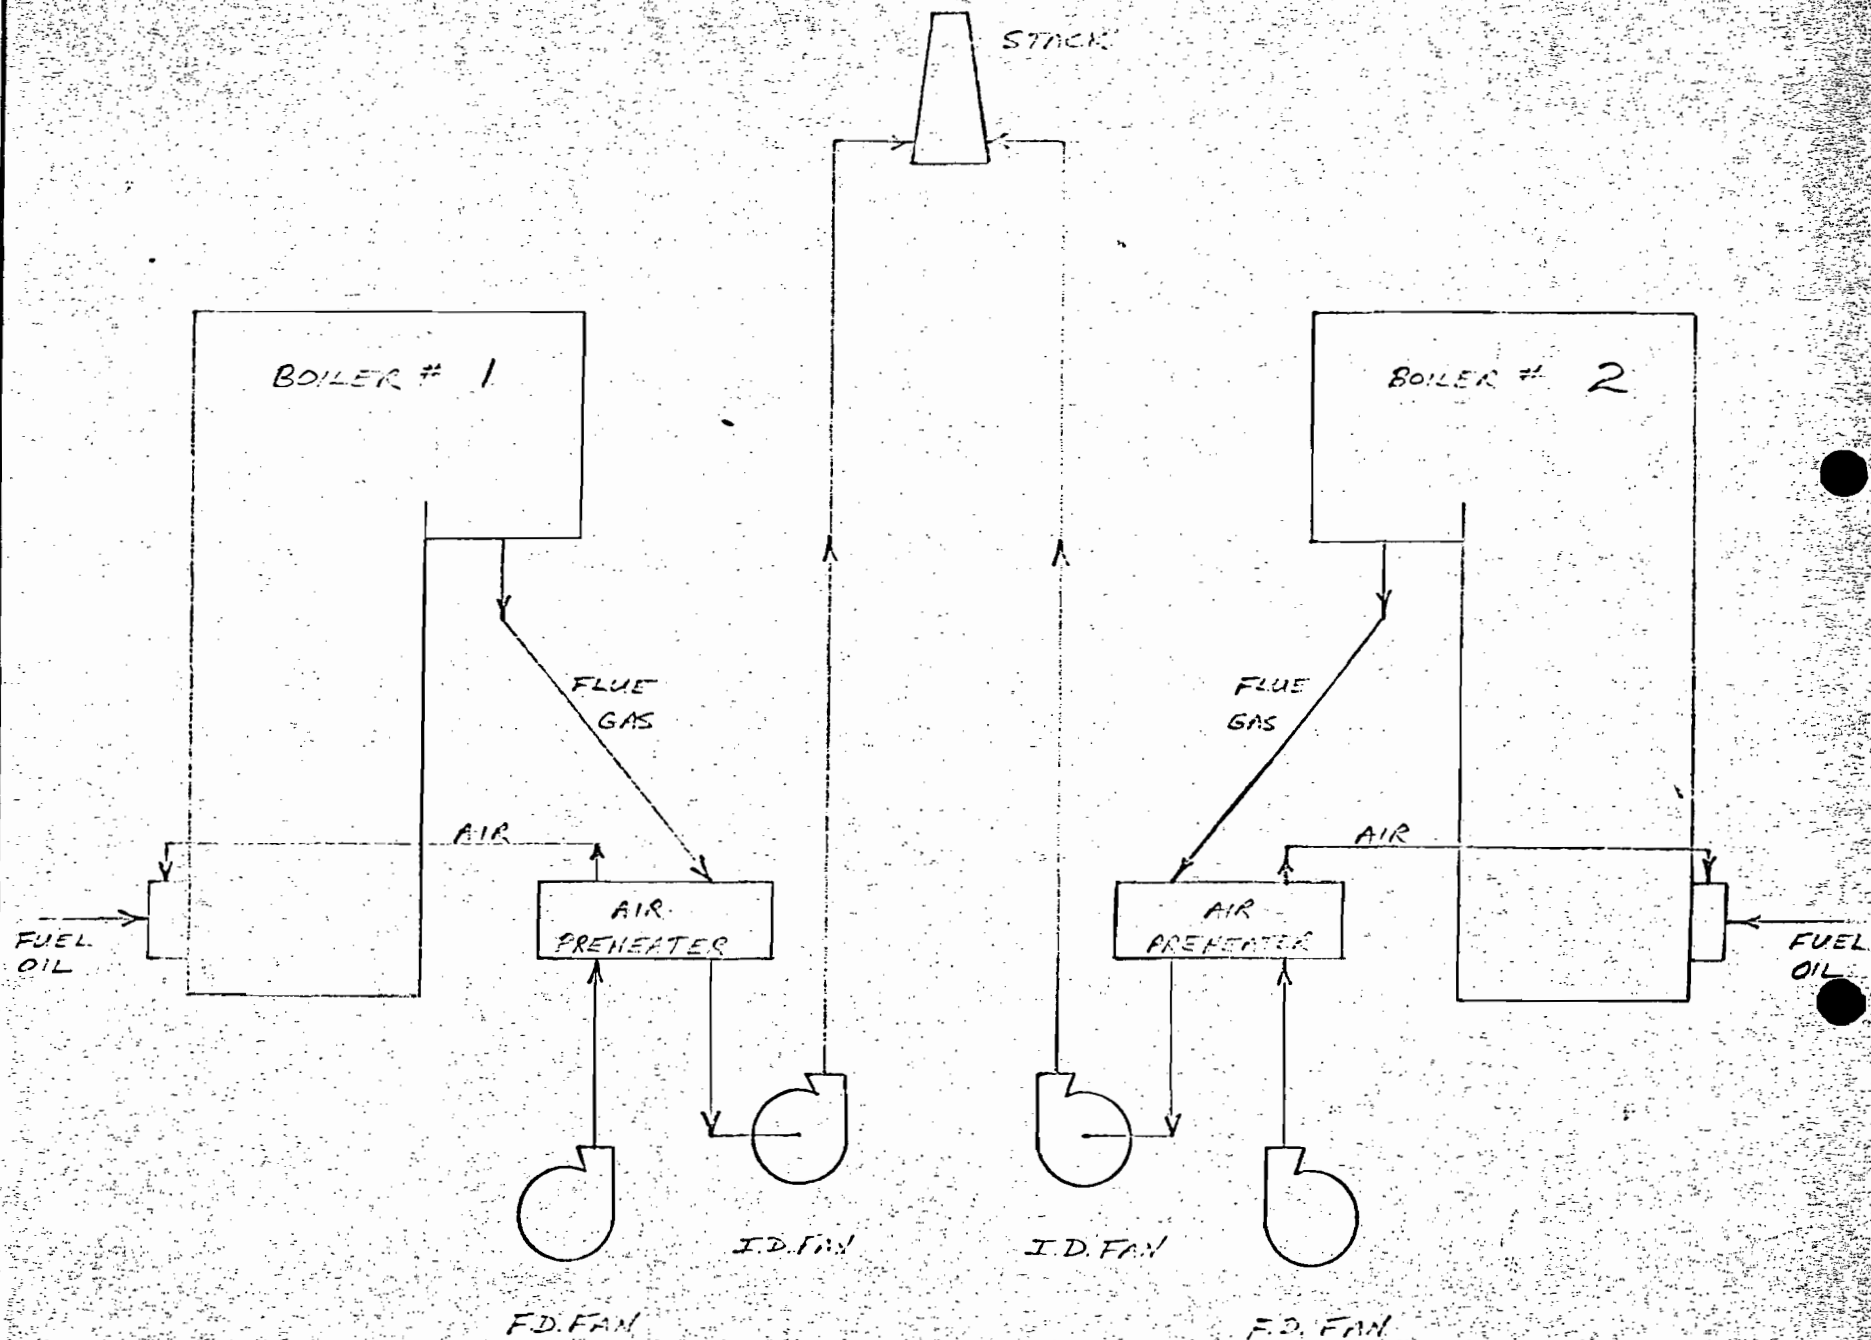 STACK
BOILER # 1
BOILER # 2
FLUE
GAS
FLUE
GAS
AIR
AIR
FUEL
OIL
AIR
PREHEATER
AIR
PREHEATER
FUEL
OIL
I.D. FAN
I.D. FAN
F.D. FAN
F.D. FAN